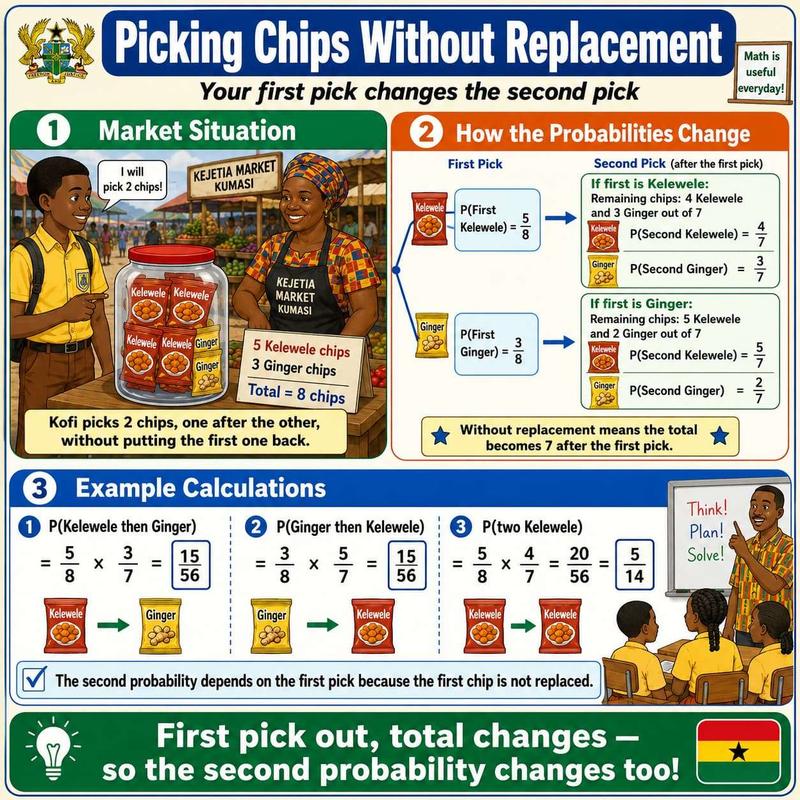 Picking Chips Without Replacement
Your first pick changes the second pick
Math is
useful
everyday!
1 Market Situation
I will
pick 2 chips!
KEJETIA MARKET
KUMASI
KEJETIA
MARKET
KUMASI
Kelewele
Kelewele
Kelewele
Kelewele
Ginger
Ginger
5 Kelewele chips
3 Ginger chips
Total = 8 chips
Kofi picks 2 chips, one after the other,
without putting the first one back.
2 How the Probabilities Change
First Pick
Second Pick (after the first pick)
Kelewele
P(First
Kelewele) = 5/8
If first is Kelewele:
Remaining chips: 4 Kelewele
and 3 Ginger out of 7
Kelewele P(Second Kelewele) = 4/7
Ginger P(Second Ginger) = 3/7
Ginger
P(First
Ginger) = 3/8
If first is Ginger:
Remaining chips: 5 Kelewele
and 2 Ginger out of 7
Kelewele P(Second Kelewele) = 5/7
Ginger P(Second Ginger) = 2/7
Without replacement means the total
becomes 7 after the first pick.
3 Example Calculations
1 P(Kelewele then Ginger)
= 5/8 × 3/7 = 15/56
Kelewele Ginger
2 P(Ginger then Kelewele)
= 3/8 × 5/7 = 15/56
Ginger Kelewele
3 P(two Kelewele)
= 5/8 × 4/7 = 20/56 = 5/14
Kelewele Kelewele
Think!
Plan!
Solve!
The second probability depends on the first pick because the first chip is not replaced.
First pick out, total changes –
so the second probability changes too!